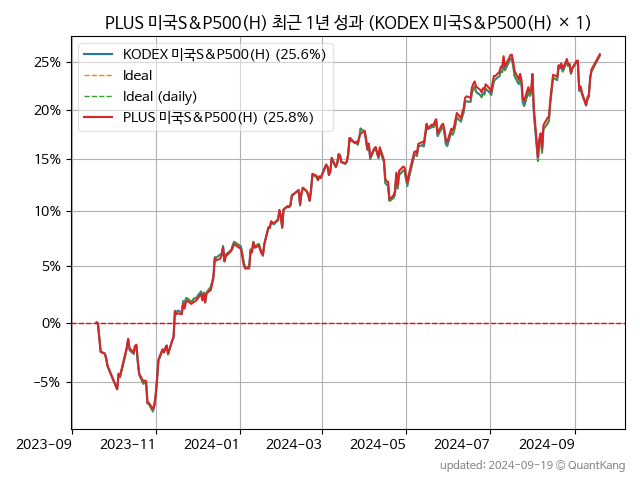 PLUS 미국S&P500(H) 최근 1년 성과 (KODEX 미국S&P500(H) × 1)
KODEX 미국S&P500(H) (25.6%)
Ideal
Ideal (daily)
PLUS 미국S&P500(H) (25.8%)
25%
20%
15%
10%
5%
0%
−5%
2023-09 2023-11 2024-01 2024-03 2024-05 2024-07 2024-09
updated: 2024-09-19 @ QuantKang